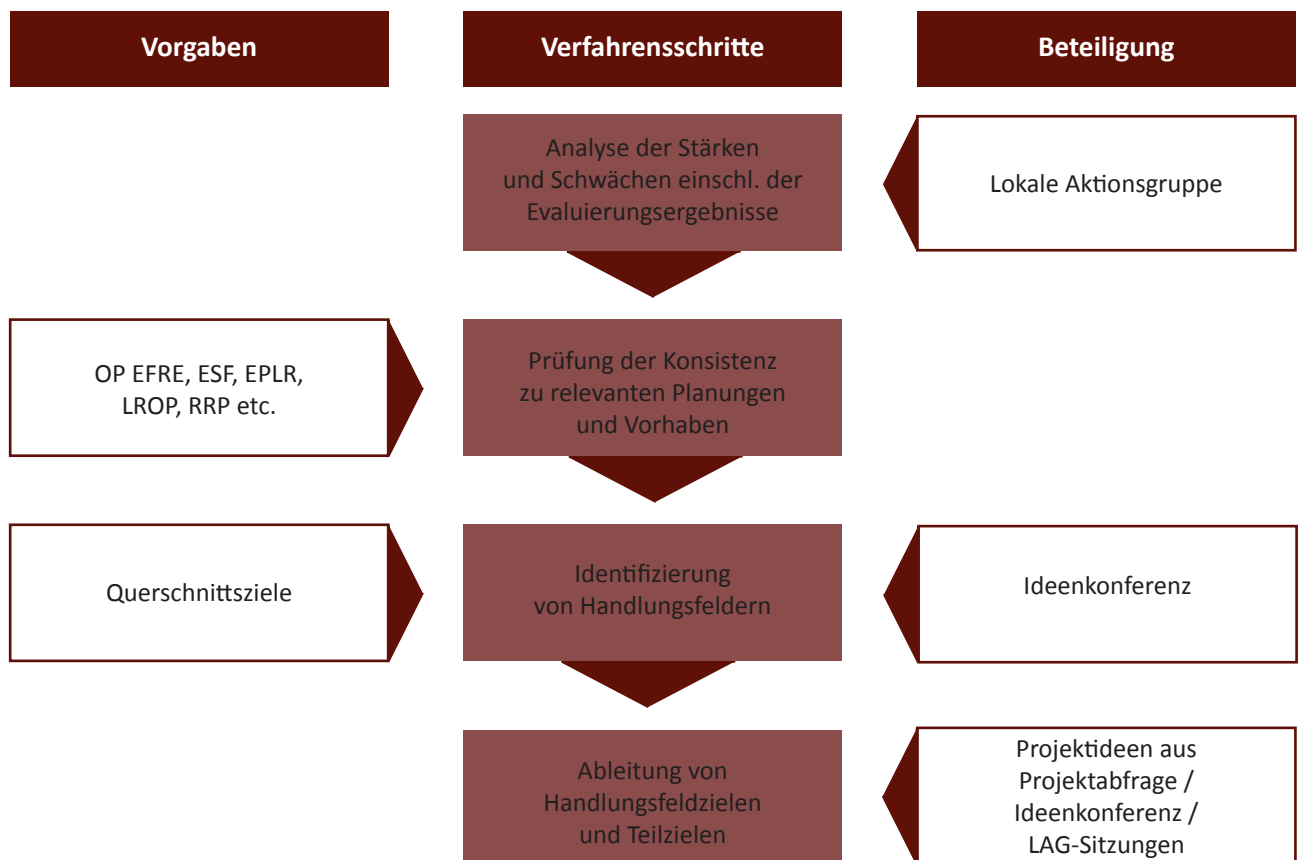 Vorgaben
Verfahrensschritte
Beteiligung
Analyse der Stärken
und Schwächen einschl. der
Evaluierungsergebnisse
Lokale Aktionsgruppe
OP EFRE, ESF, EPLR,
LROP, RRP etc.
Prüfung der Konsistenz
zu relevanten Planungen
und Vorhaben
Querschnittsziele
Identifizierung
von Handlungsfeldern
Ideenkonferenz
Ableitung von
Handlungsfeldzielen
und Teilzielen
Projektideen aus
Projektabfrage /
Ideenkonferenz /
LAG-Sitzungen